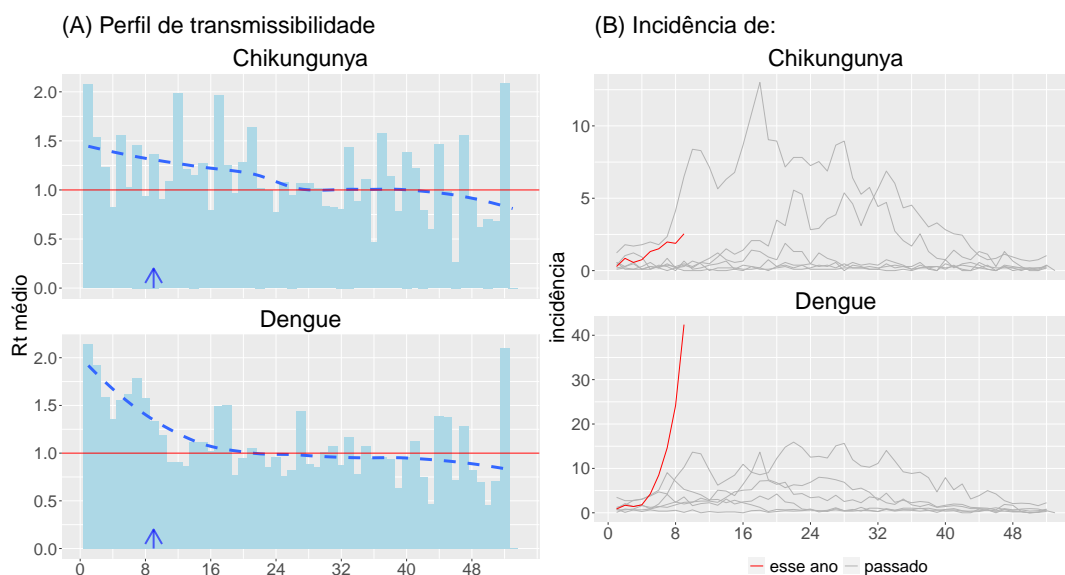 (A) Perfil de transmissibilidade
Chikungunya
2.0
1.5
1.0
0.5
0.0
Dengue
2.0
1.5
1.0
0.5
0.0
0 8 16 24 32 40 48
Rt médio
(B) Incidência de:
Chikungunya
10
5
0
Dengue
40
30
20
10
0
0 8 16 24 32 40 48
incidência
esse ano passado